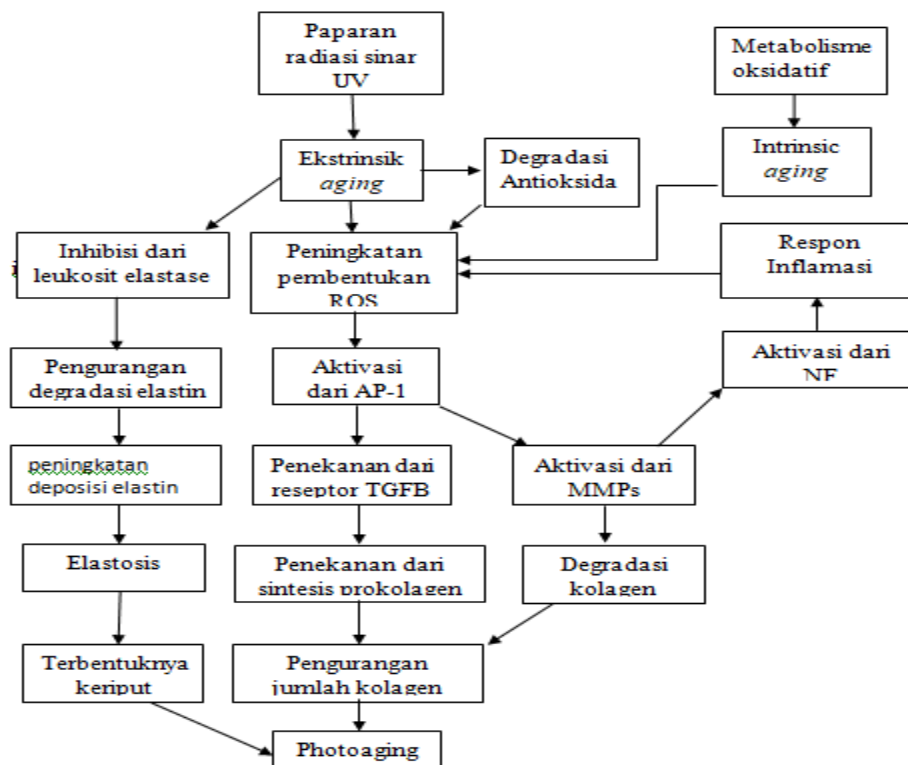 Paparan
radiasi sinar
UV
Metabolisme
oksidatif
Ekstrinsik
aging
Degradasi
Antioksida
Intrinsic
aging
Inhibisi dari
leukosit elastase
Peningkatan
pembentukan
ROS
Respon
Inflamasi
Pengurangan
degradasi elastin
Aktivasi
dari AP-1
Aktivasi dari
NF
peningkatan
deposisi elastin
Penekanan dari
reseptor TGFB
Aktivasi dari
MMPs
Elastosis
Penekanan dari
sintesis prokolagen
Degradasi
kolagen
Terbentuknya
keriput
Pengurangan
jumlah kolagen
Photoaging